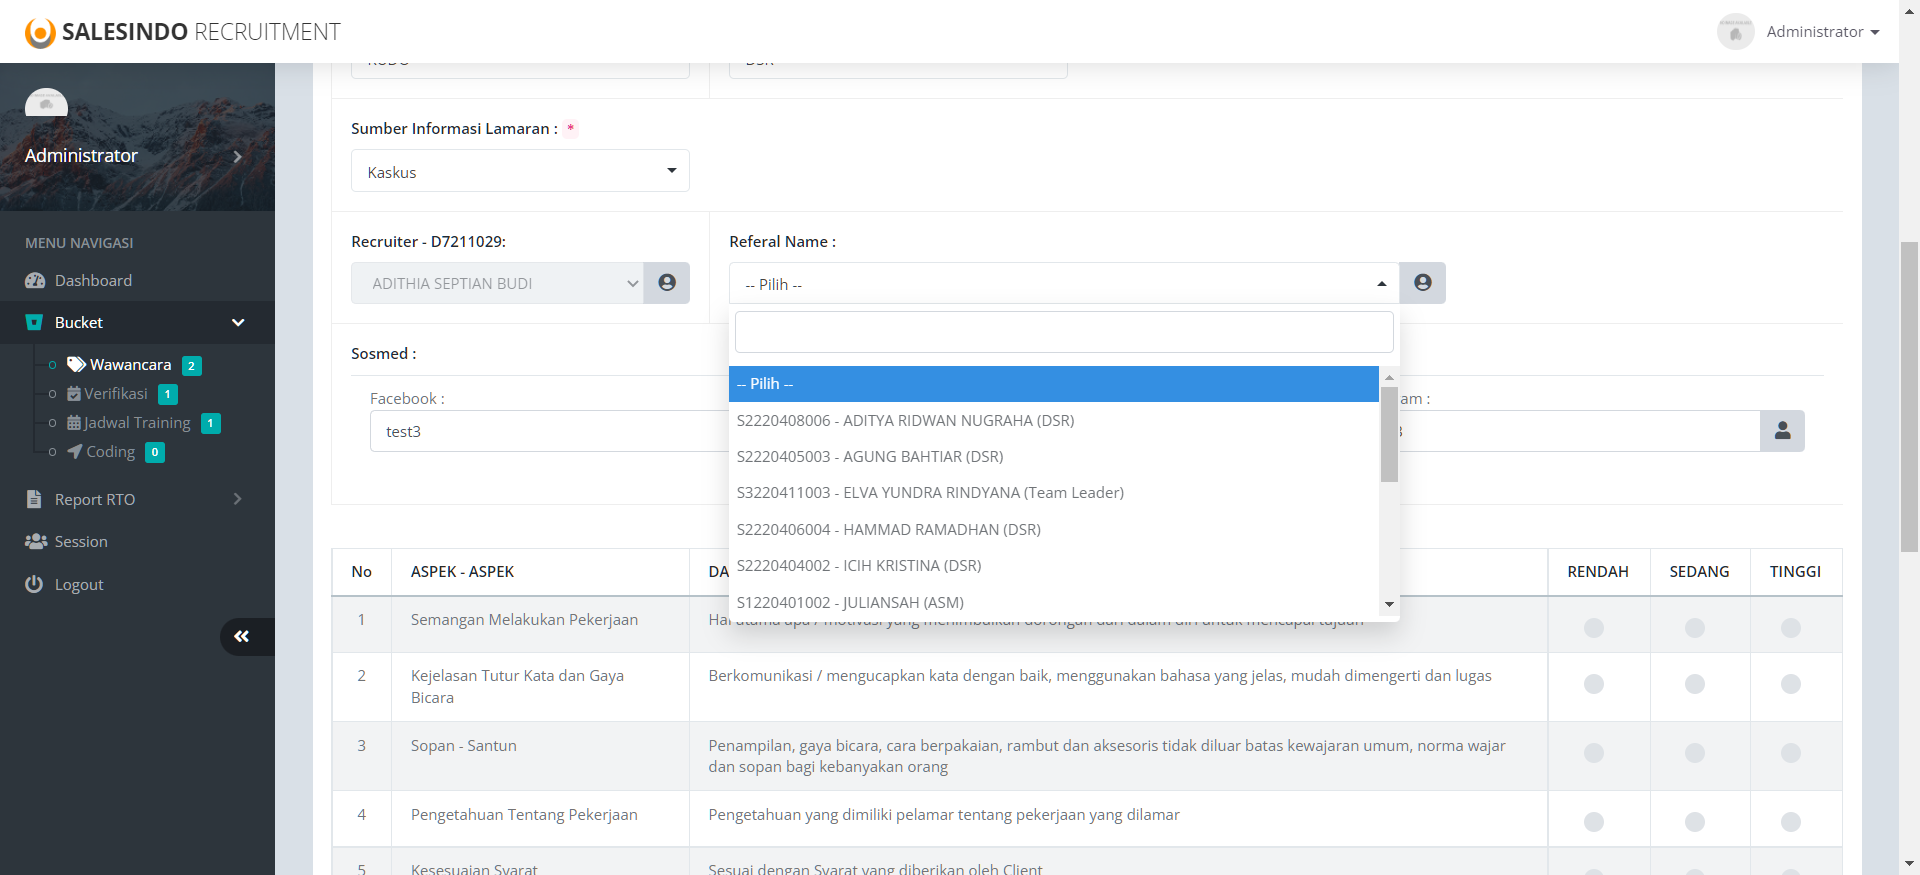 SALESINDO RECRUITMENT
Administrator
Administrator
MENU NAVIGASI
Dashboard
Bucket
Wawancara 2
Verifikasi 1
Jadwal Training 1
Coding 0
Report RTO
Session
Logout
Sumber Informasi Lamaran : *
Kaskus
Recruiter - D7211029:
ADITHIA SEPTIAN BUDI
Referal Name :
-- Pilih --
-- Pilih --
S2220408006 - ADITYA RIDWAN NUGRAHA (DSR)
S2220405003 - AGUNG BAHTIAR (DSR)
S3220411003 - ELVA YUNDRA RINDYANA (Team Leader)
S2220406004 - HAMMAD RAMADHAN (DSR)
S2220404002 - ICIH KRISTINA (DSR)
S1220401002 - JULIANSAH (ASM)
Sosmed :
Facebook :
test3
am :
No ASPEK - ASPEK DA RENDAH SEDANG TINGGI
1 Semangan Melakukan Pekerjaan
2 Kejelasan Tutur Kata dan Gaya Bicara
Berkomunikasi / mengucapkan kata dengan baik, menggunakan bahasa yang jelas, mudah dimengerti dan lugas
3 Sopan - Santun
Penampilan, gaya bicara, cara berpakaian, rambut dan aksesoris tidak diluar batas kewajaran umum, norma wajar
dan sopan bagi kebanyakan orang
4 Pengetahuan Tentang Pekerjaan
Pengetahuan yang dimiliki pelamar tentang pekerjaan yang dilamar
5 Kesesuaian Syarat
Sesuai dengan Syarat yang diberikan oleh Client